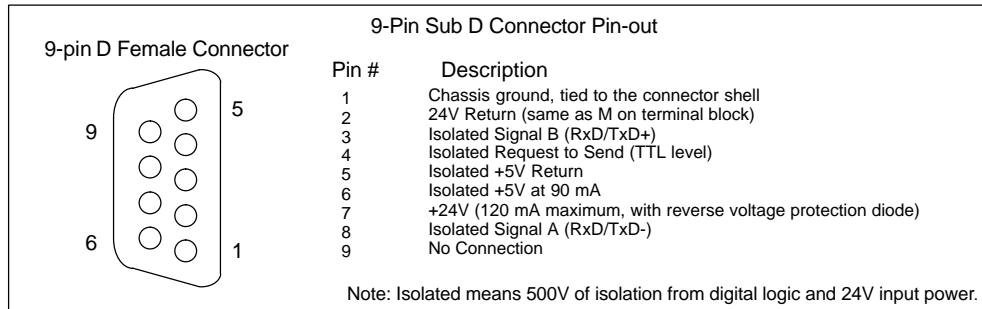 9-Pin Sub D Connector Pin-out
9-pin D Female Connector
5
9
6
1
Pin # Description
1 Chassis ground, tied to the connector shell
2 24V Return (same as M on terminal block)
3 Isolated Signal B (RxD/TxD+)
4 Isolated Request to Send (TTL level)
5 Isolated +5V Return
6 Isolated +5V at 90 mA
7 +24V (120 mA maximum, with reverse voltage protection diode)
8 Isolated Signal A (RxD/TxD-)
9 No Connection
Note: Isolated means 500V of isolation from digital logic and 24V input power.